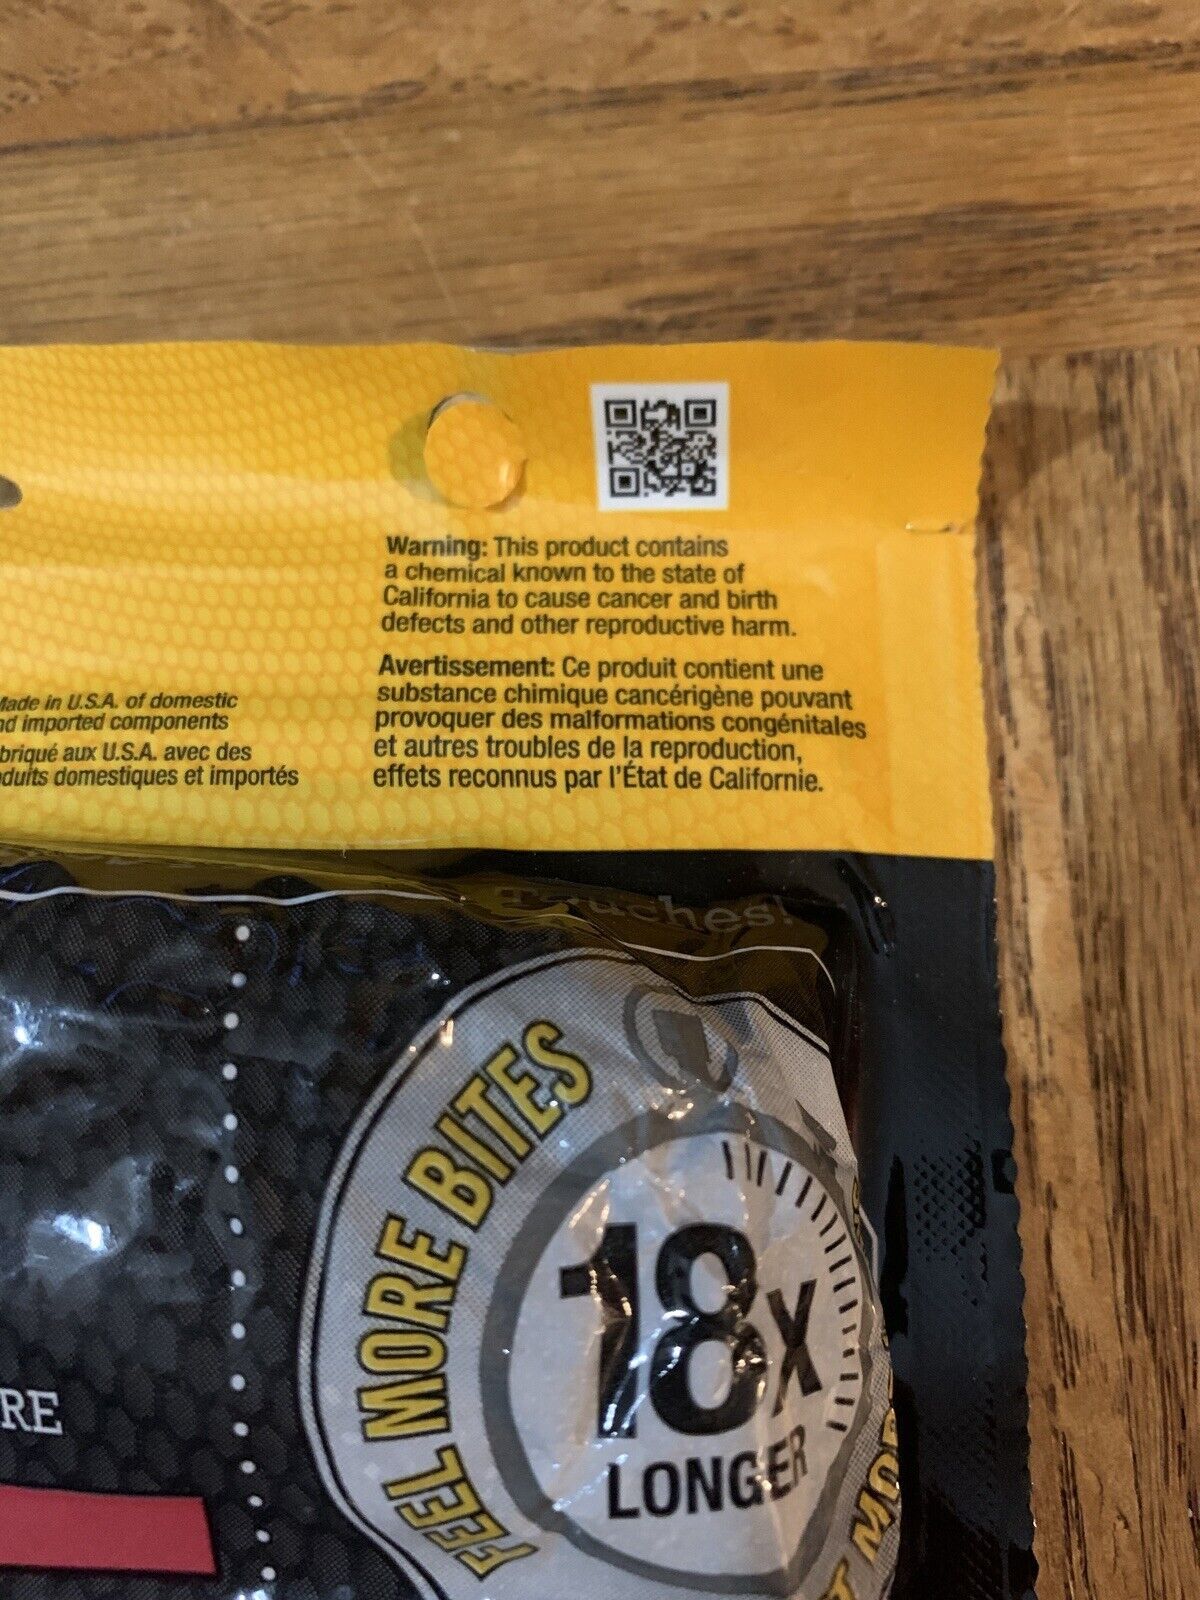 Warning: This product contains
a chemical known to the state of
California to cause cancer and birth
defects and other reproductive harm.
Avertissement: Ce produit contient une
substance chimique cancérigène pouvant
provoquer des malformations congénitales
et autres troubles de la reproduction,
effets reconnus par l'État de Californie.
Made in U.S.A. of domestic
nd imported components
briqué aux U.S.A. avec des
oduits domestiques et importés
Touches!
FEEL MORE BITES
18X
LONGER
RE
T MOR